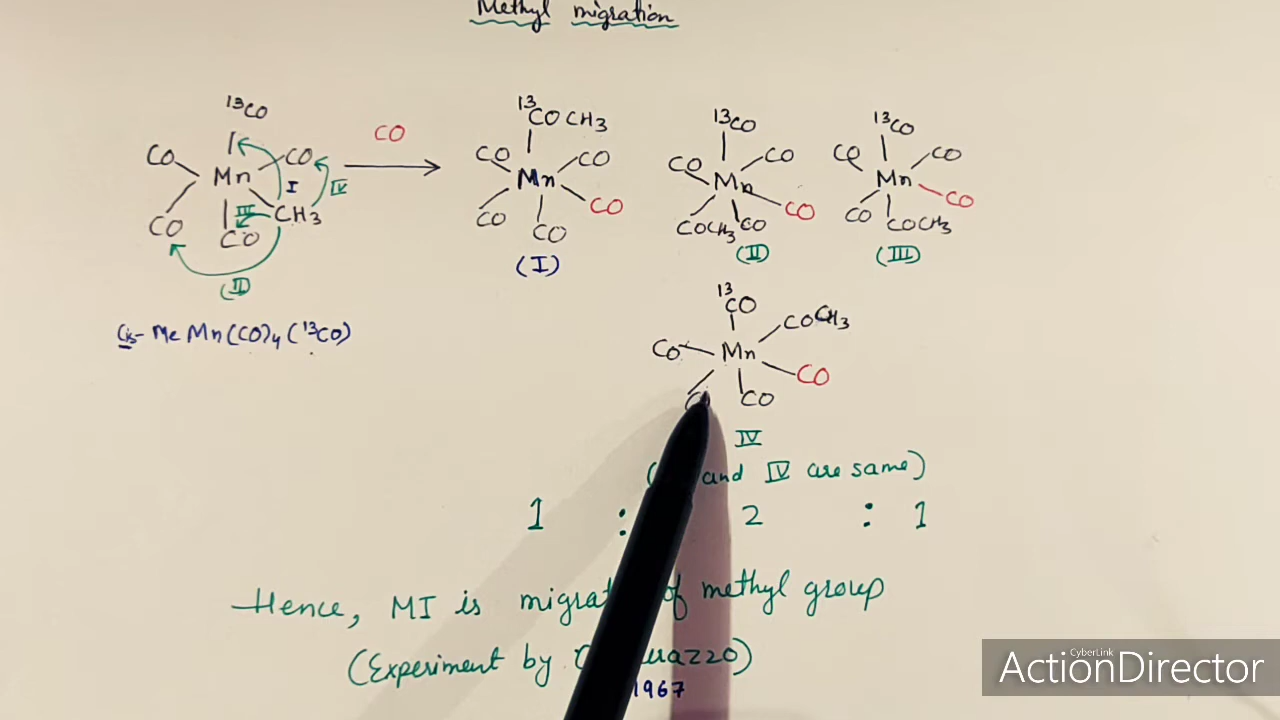 Methyl migration
13CO
CO Mn CO
I IV
III CH3
CO CO
(II)
Cis- MeMn(CO)4(13CO)
CO
13COCH3
CO CO
Mn
CO CO
CO
(I)
13CO
CO CO
Mn
CO
COCH3 CO
(II)
13CO
CO CO
Mn
CO
CO COCH3
(III)
13CO
COCH3
CO Mn
CO
CO
IV
and IV are same)
1 : 2 : 1
Hence, MI is of methyl group
(Experiment by
1967
CyberLink
ActionDirector